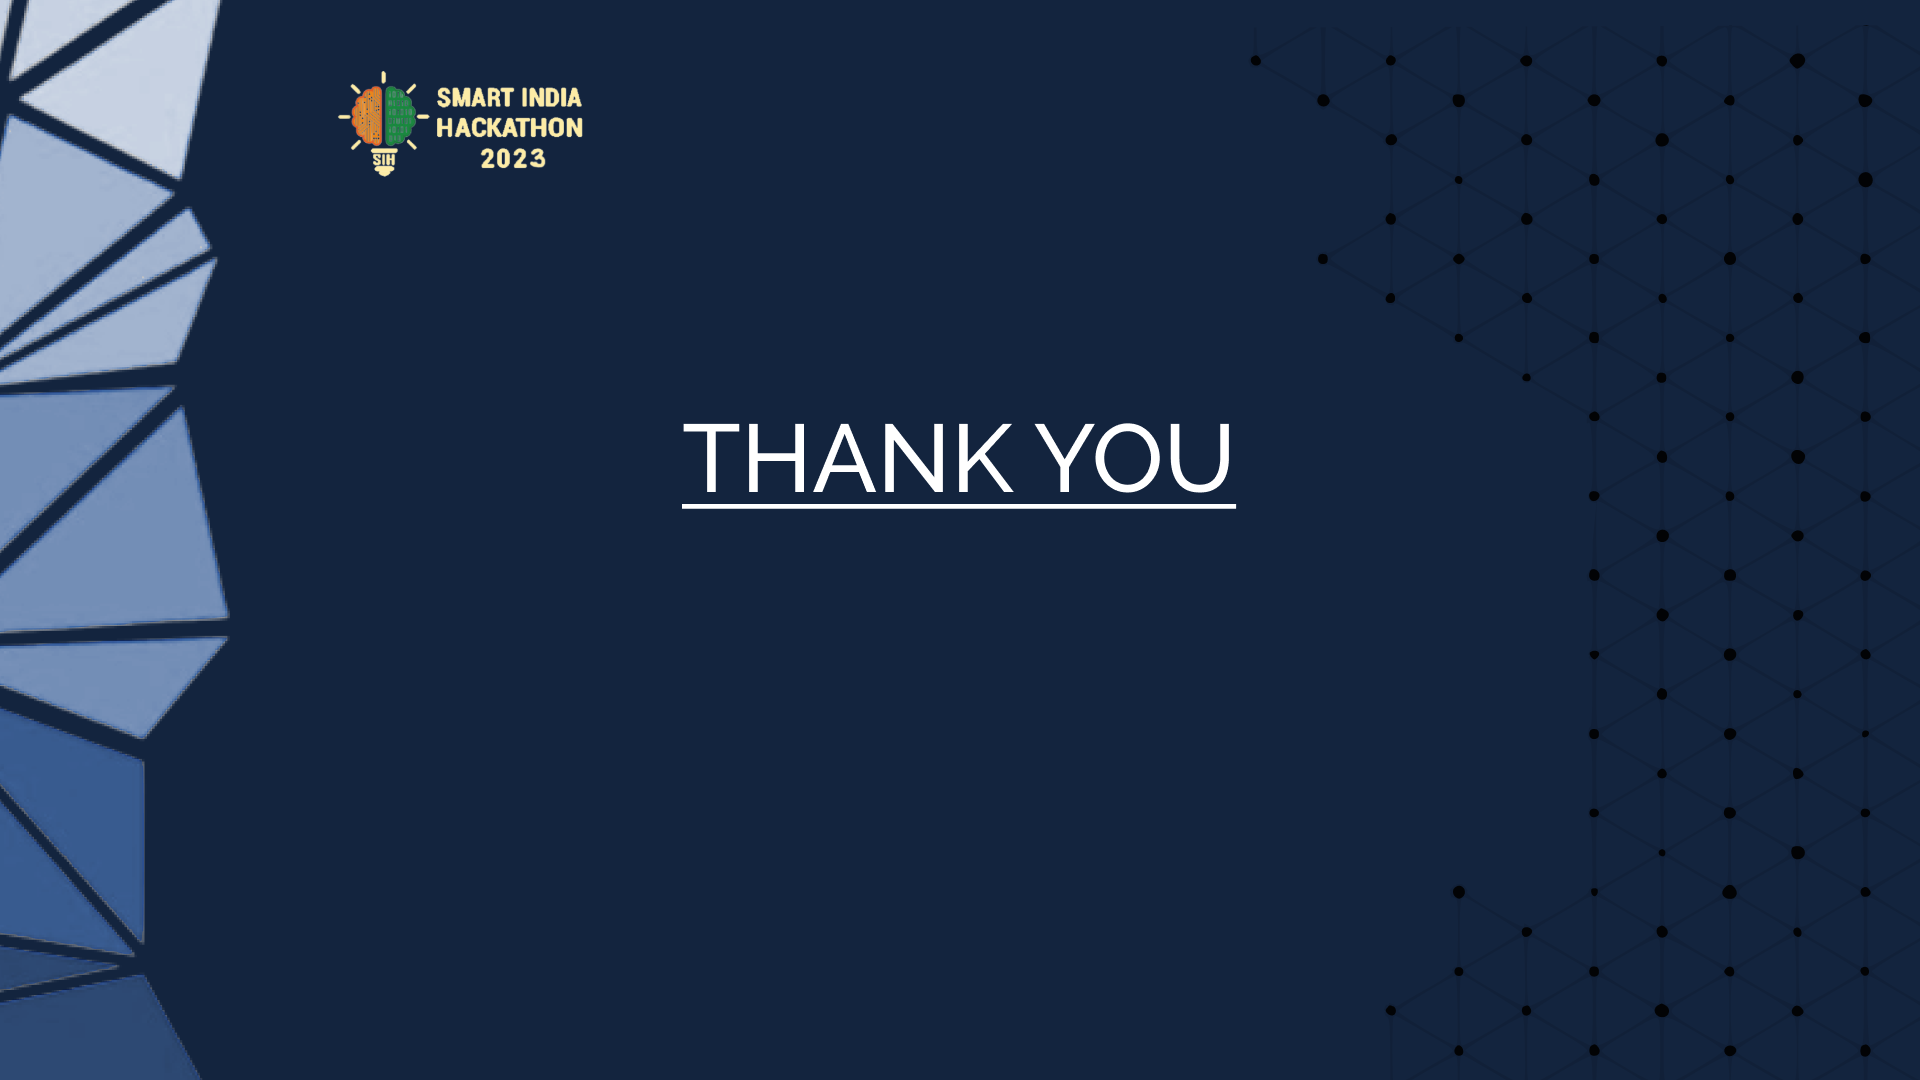 SMART INDIA
HACKATHON
2023
SIH
THANK YOU